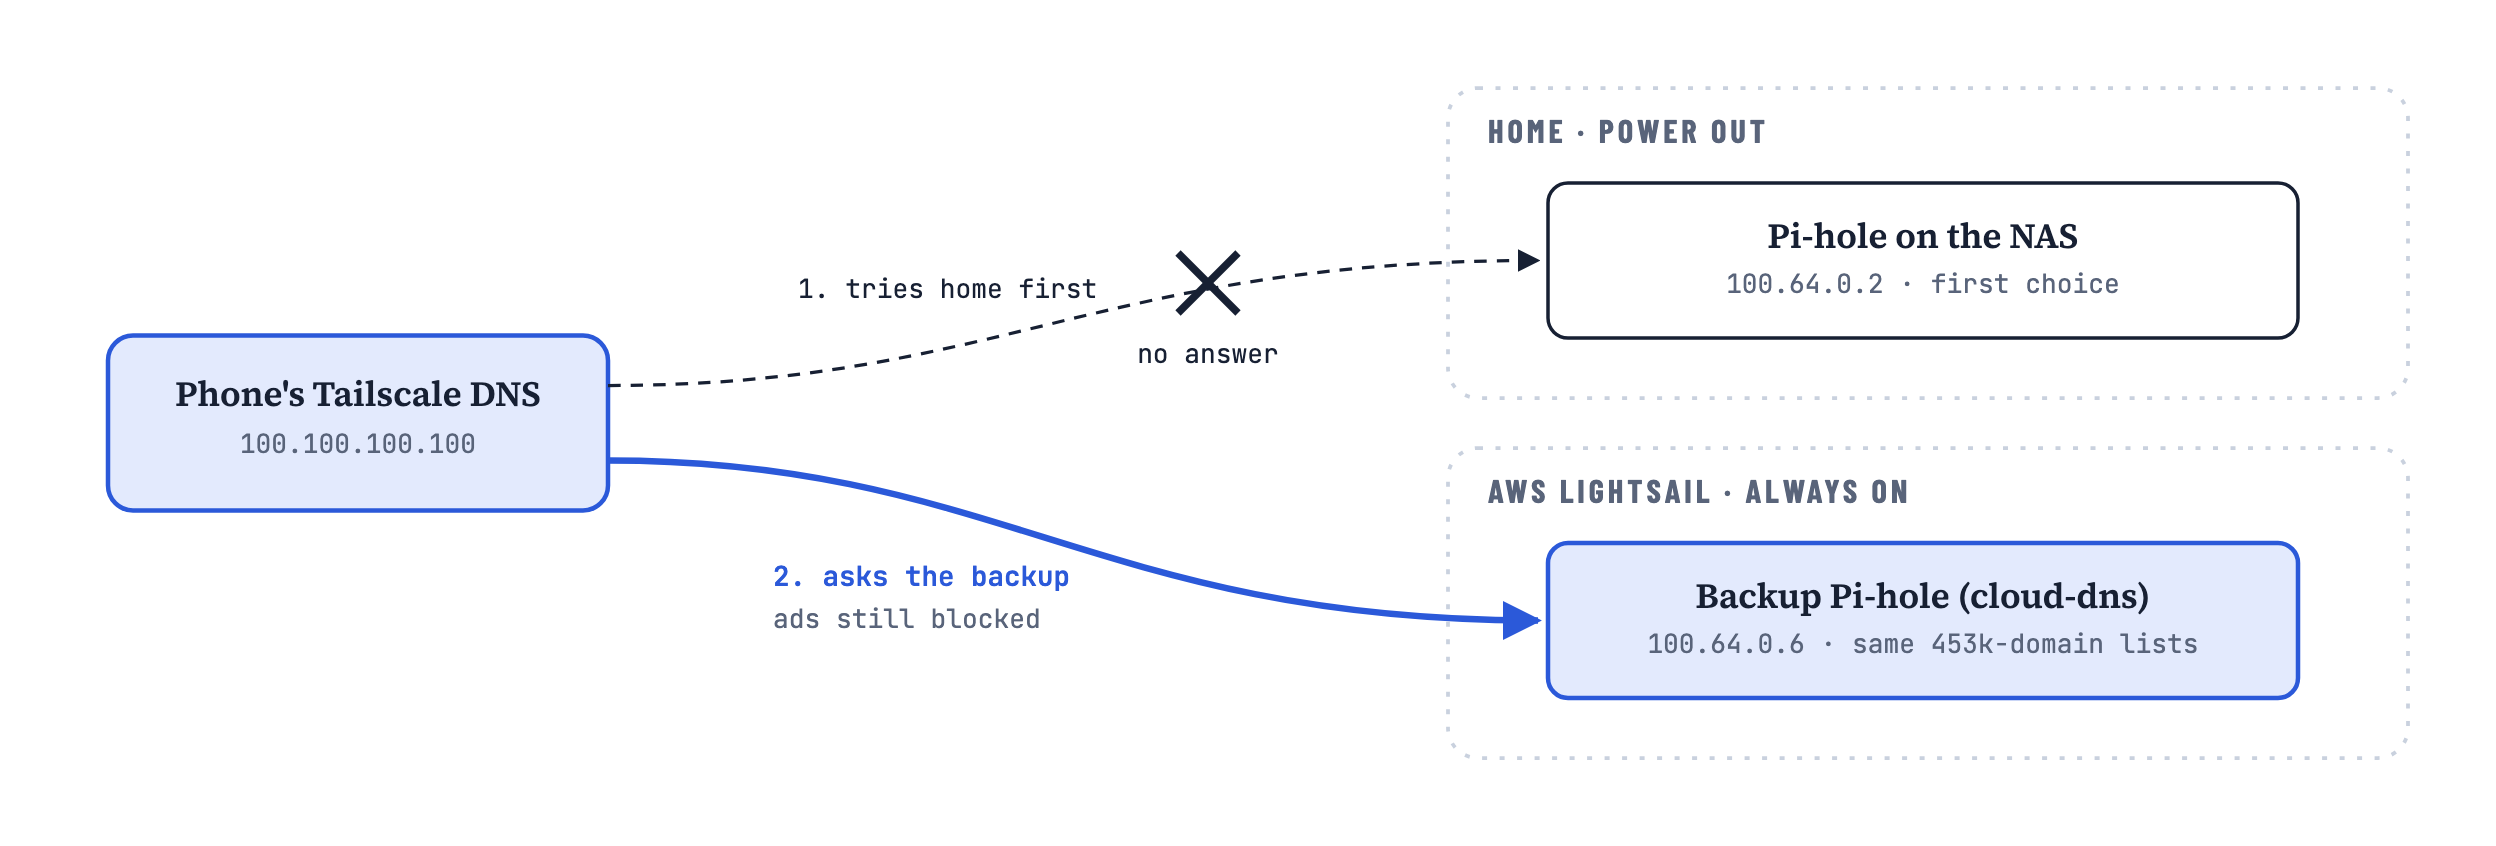 HOME · POWER OUT
Pi-hole on the NAS
100.64.0.2 · first choice
1. tries home first
no answer
Phone's Tailscale DNS
100.100.100.100
AWS LIGHTSAIL · ALWAYS ON
2. asks the backup
ads still blocked
Backup Pi-hole (cloud-dns)
100.64.0.6 · same 453k-domain lists